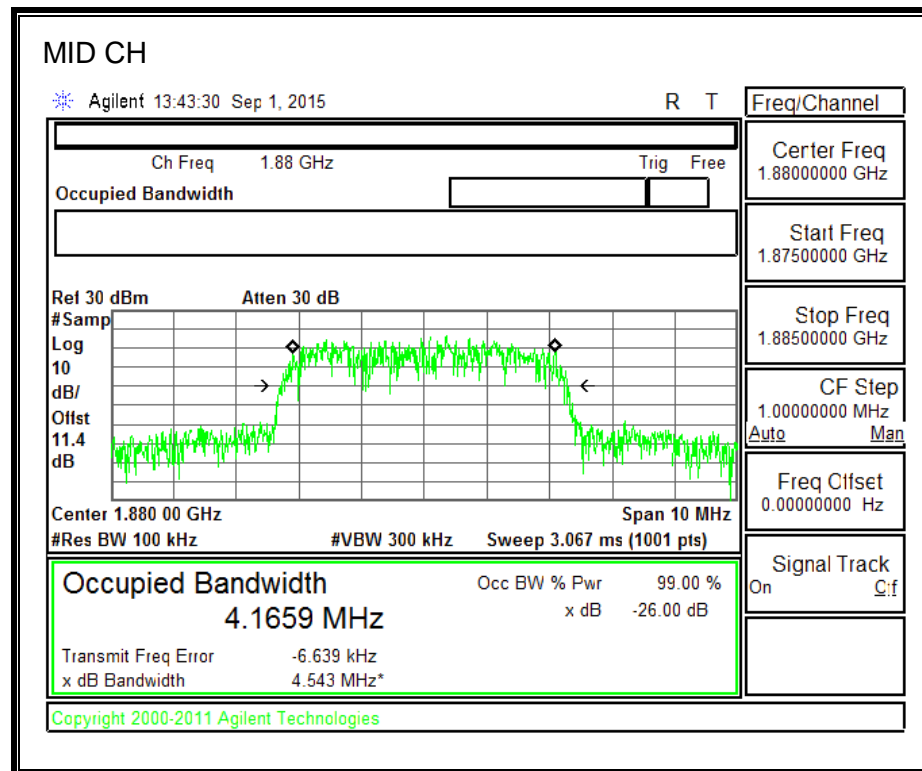 MID CH
Agilent 13:43:30 Sep 1, 2015 R T
Freq/Channel
Ch Freq 1.88 GHz Trig Free
Occupied Bandwidth
Center Freq
1.88000000 GHz
Start Freq
1.87500000 GHz
Stop Freq
1.88500000 GHz
CF Step
1.00000000 MHz
Auto Man
Freq Offset
0.00000000 Hz
Signal Track
On Off
Ref 30 dBm Atten 30 dB
#Samp
Log
10
dB/
Offst
11.4
dB
Center 1.880 00 GHz Span 10 MHz
#Res BW 100 kHz #VBW 300 kHz Sweep 3.067 ms (1001 pts)
Occupied Bandwidth
4.1659 MHz
Occ BW % Pwr 99.00 %
x dB -26.00 dB
Transmit Freq Error -6.639 kHz
x dB Bandwidth 4.543 MHz*
Copyright 2000-2011 Agilent Technologies